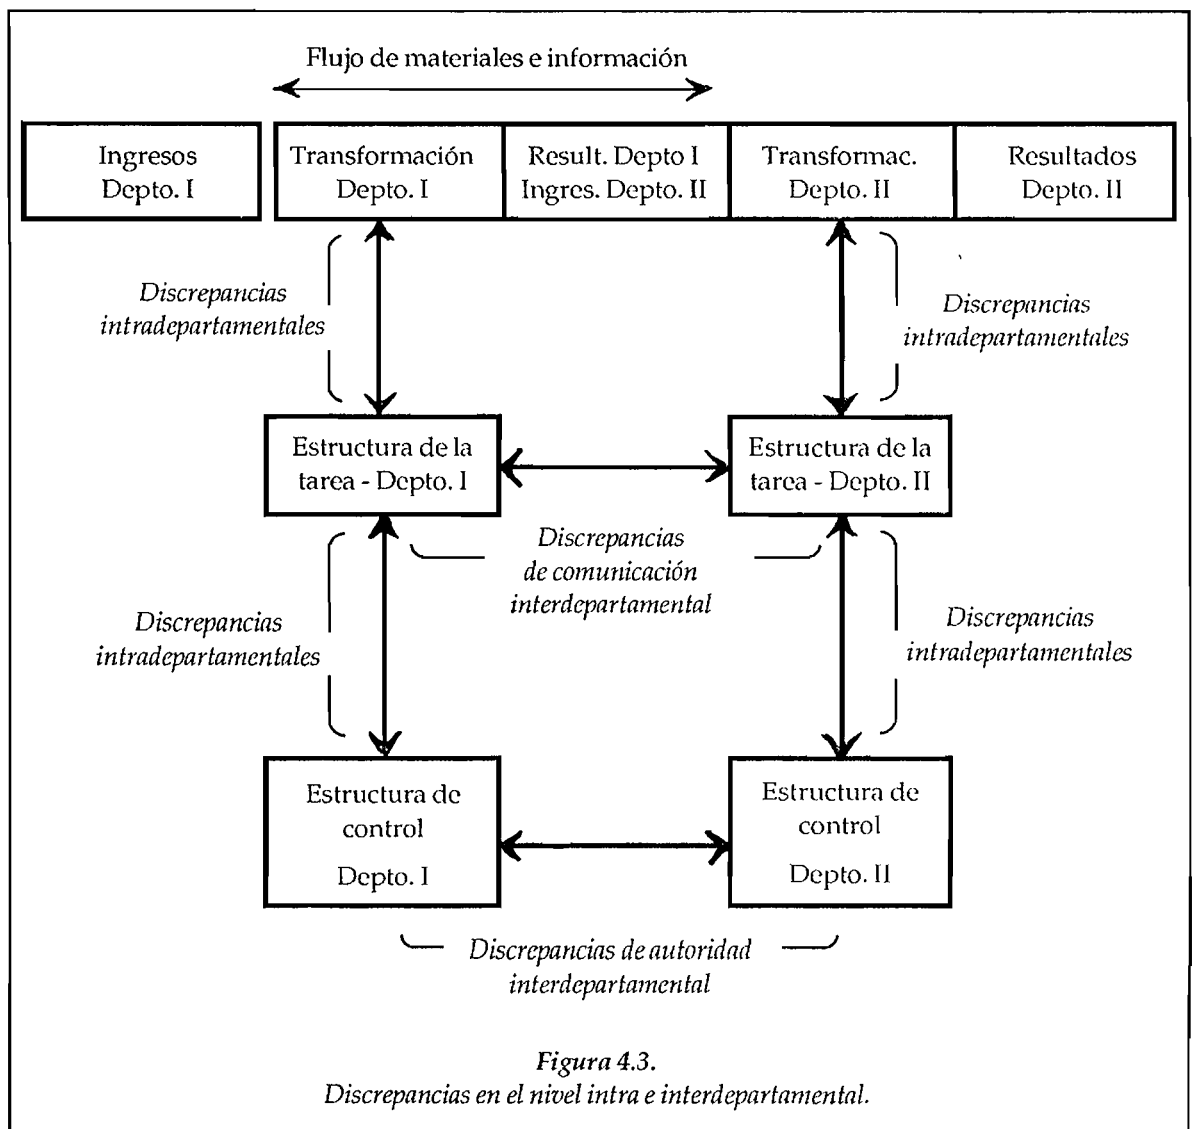 Flujo de materiales e información
Ingresos
Depto. I
Transformación
Depto. I
Result. Depto I
Ingres. Depto. II
Transformac.
Depto. II
Resultados
Depto. II
Discrepancias
intradepartamentales
Discrepancias
intradepartamentales
Estructura de la
tarea - Depto. I
Estructura de la
tarea - Depto. II
Discrepancias
de comunicación
interdepartamental
Discrepancias
intradepartamentales
Discrepancias
intradepartamentales
Estructura de
control
Depto. I
Estructura de
control
Depto. II
Discrepancias de autoridad
interdepartamental
Figura 4.3.
Discrepancias en el nivel intra e interdepartamental.